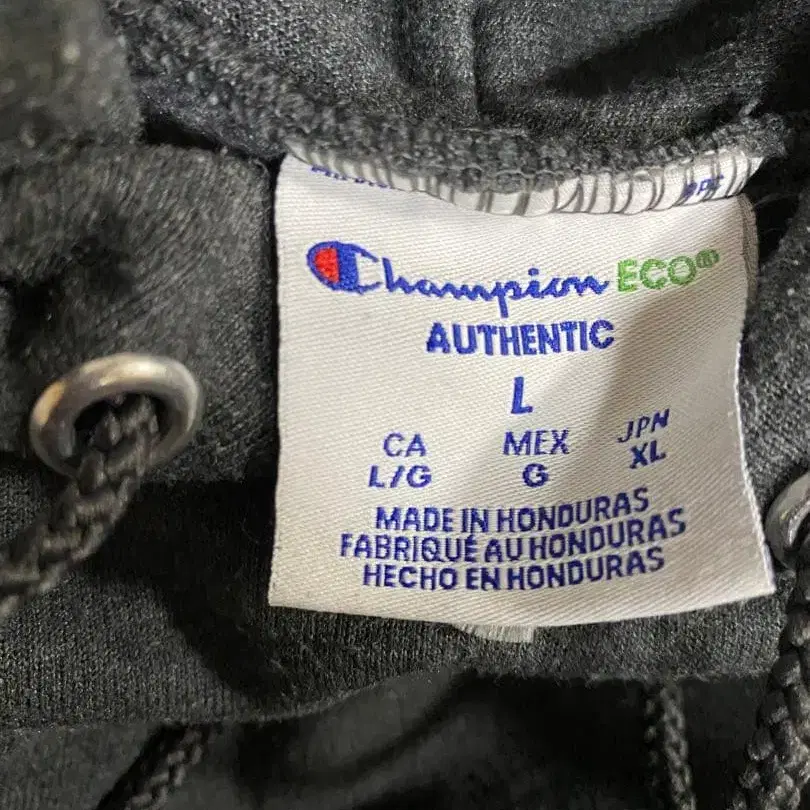 Champion ECO®
AUTHENTIC
L
CA MEX JPN
L/G G XL
MADE IN HONDURAS
FABRIQUÉ AU HONDURAS
HECHO EN HONDURAS